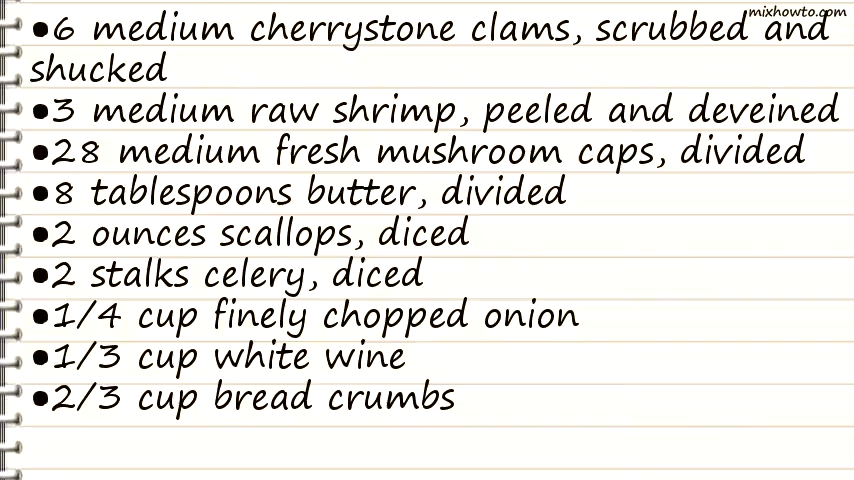 mixhowto.com
•6 medium cherrystone clams, scrubbed and
shucked
•3 medium raw shrimp, peeled and deveined
•28 medium fresh mushroom caps, divided
•8 tablespoons butter, divided
•2 ounces scallops, diced
•2 stalks celery, diced
•1/4 cup finely chopped onion
•1/3 cup white wine
•2/3 cup bread crumbs